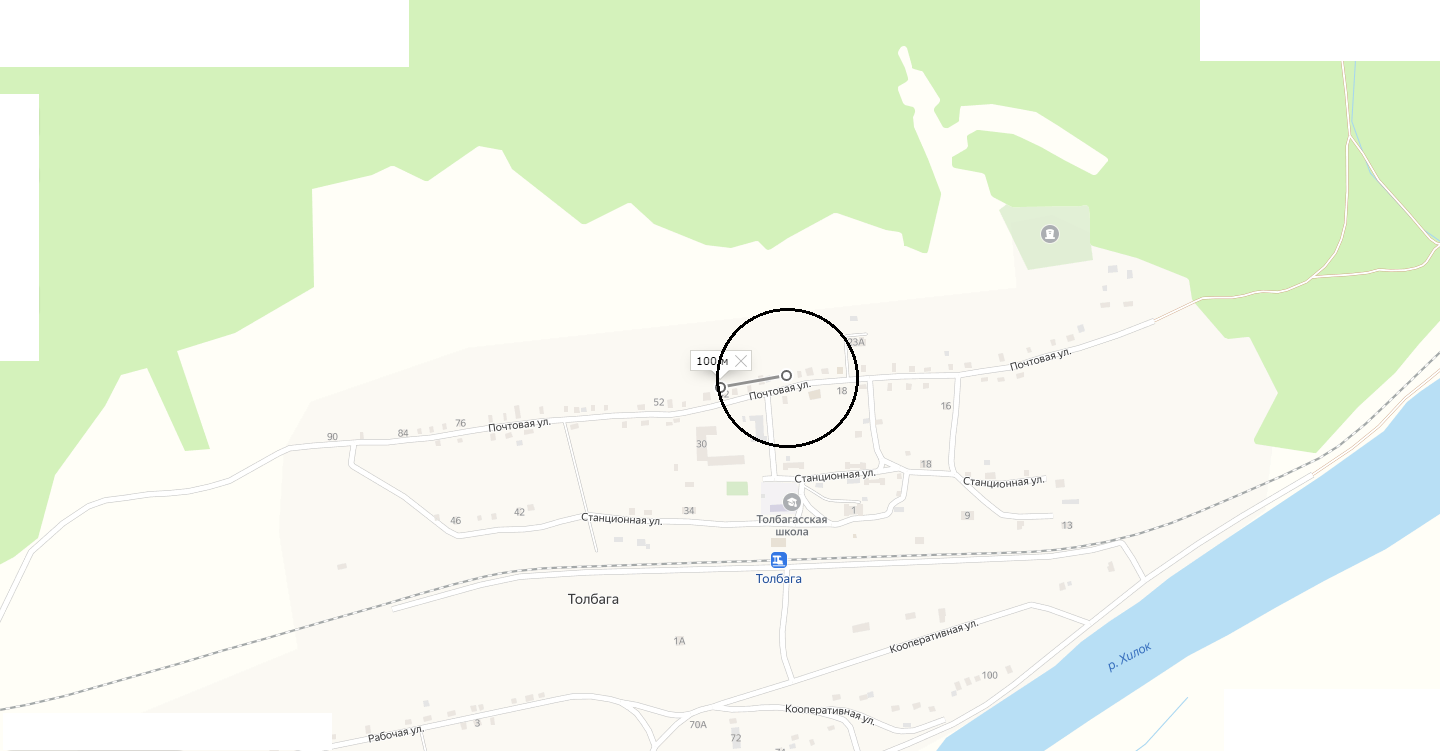 23А
100 м
Почтовая ул.
52
Почтовая ул.
18
16
76
84
90
Почтовая ул.
30
18
Станционная ул.
Станционная ул.
42
46
34
Станционная ул.
1
9
13
Толбагасская
школа
Толбага
Толбага
1А
Кооперативная ул.
р. Хилок
100
Кооперативная ул.
3
Рабочая ул.
70А
72